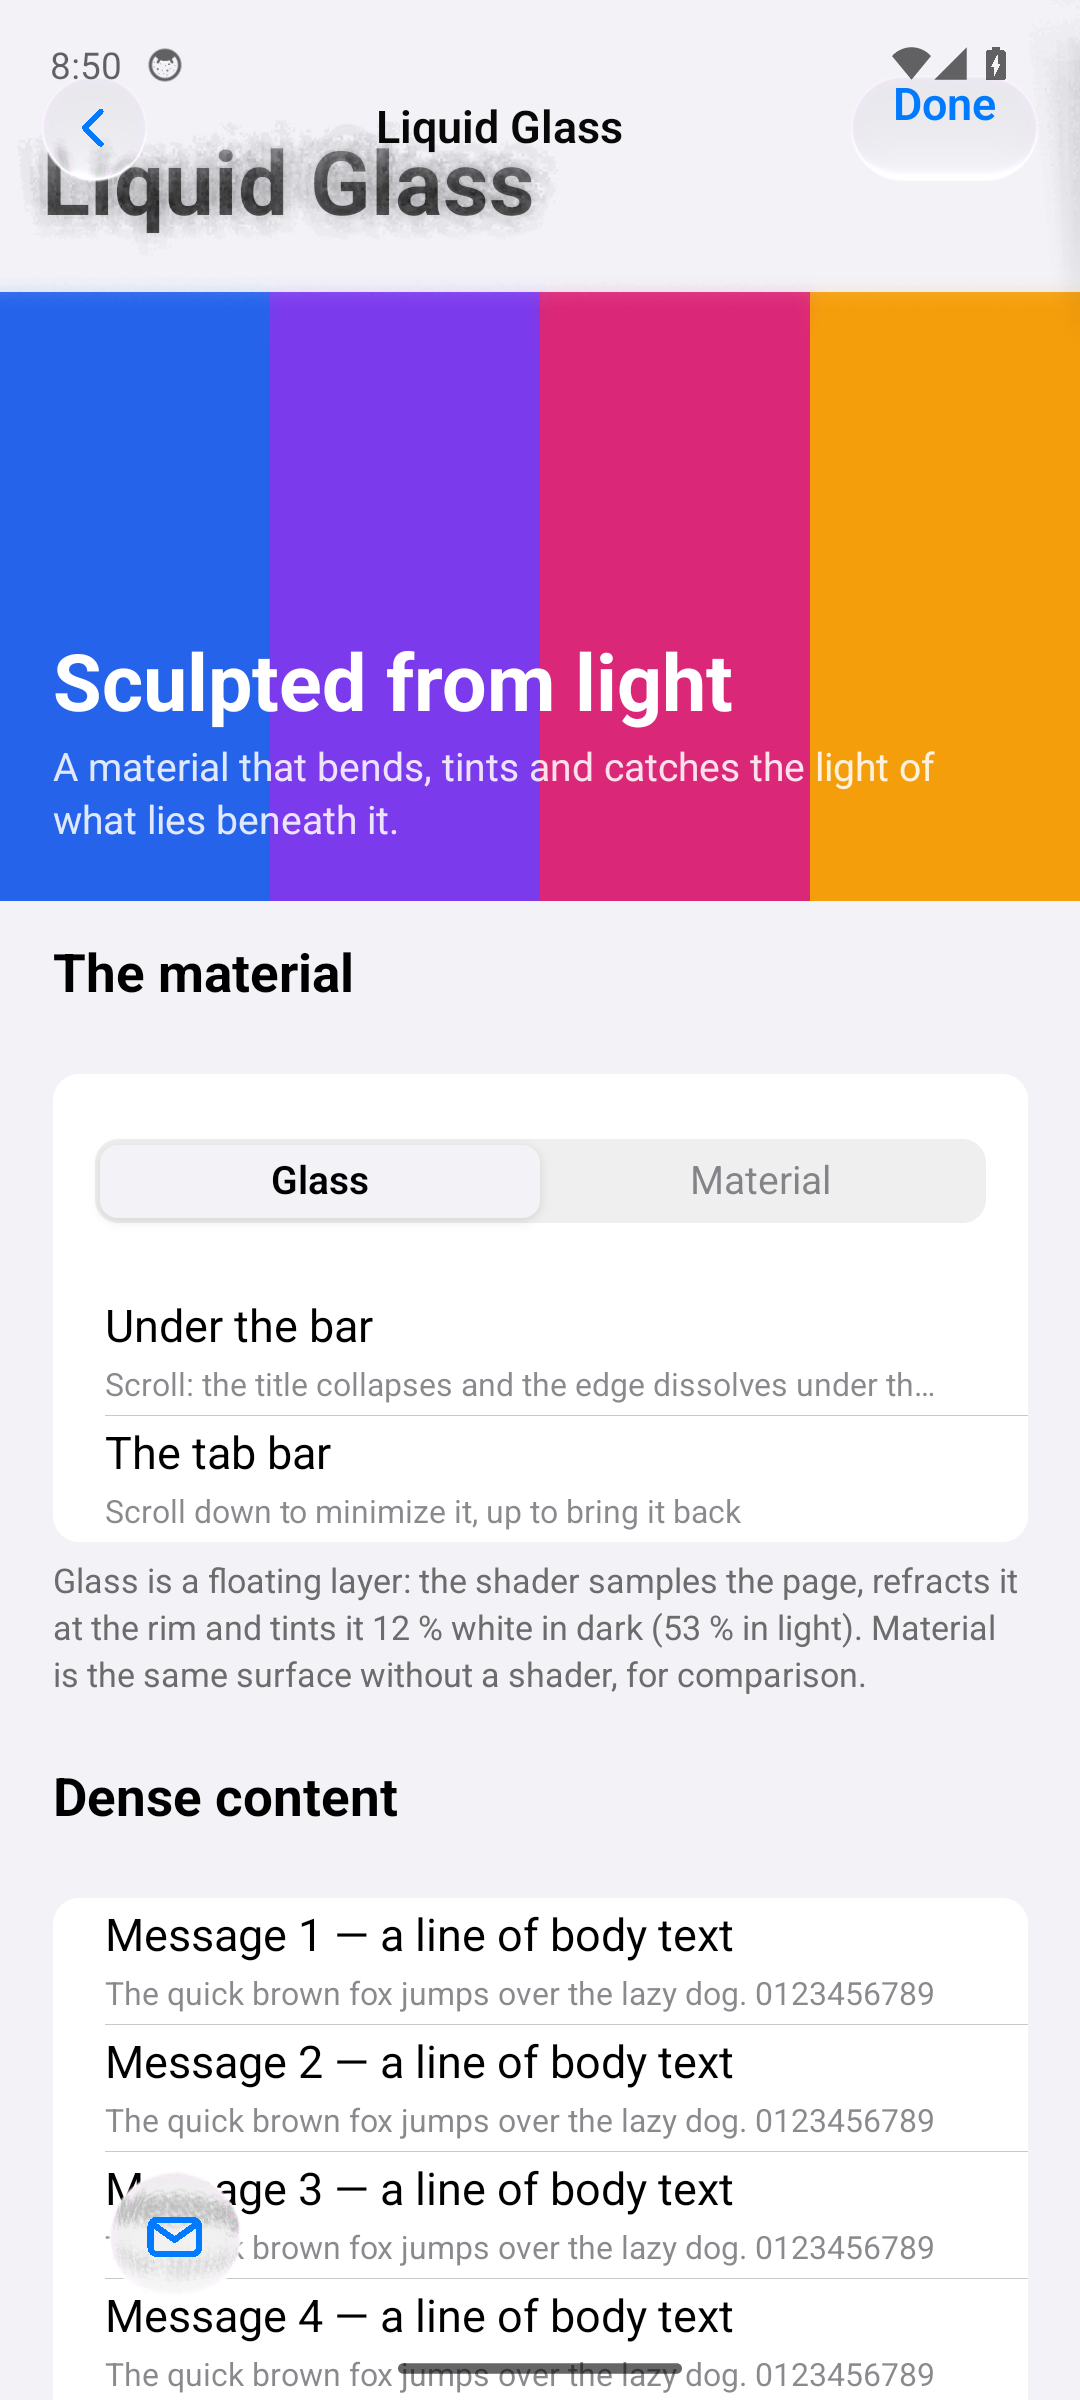 8:50
Liquid Glass
Done
Liquid Glass
Sculpted from light
A material that bends, tints and catches the light of
what lies beneath it.
The material
Glass
Material
Under the bar
Scroll: the title collapses and the edge dissolves under th…
The tab bar
Scroll down to minimize it, up to bring it back
Glass is a floating layer: the shader samples the page, refracts it
at the rim and tints it 12 % white in dark (53 % in light). Material
is the same surface without a shader, for comparison.
Dense content
Message 1 — a line of body text
The quick brown fox jumps over the lazy dog. 0123456789
Message 2 — a line of body text
The quick brown fox jumps over the lazy dog. 0123456789
age 3 — a line of body text
brown fox jumps over the lazy dog. 0123456789
Message 4 — a line of body text
The quick brown fox jumps over the lazy dog. 0123456789